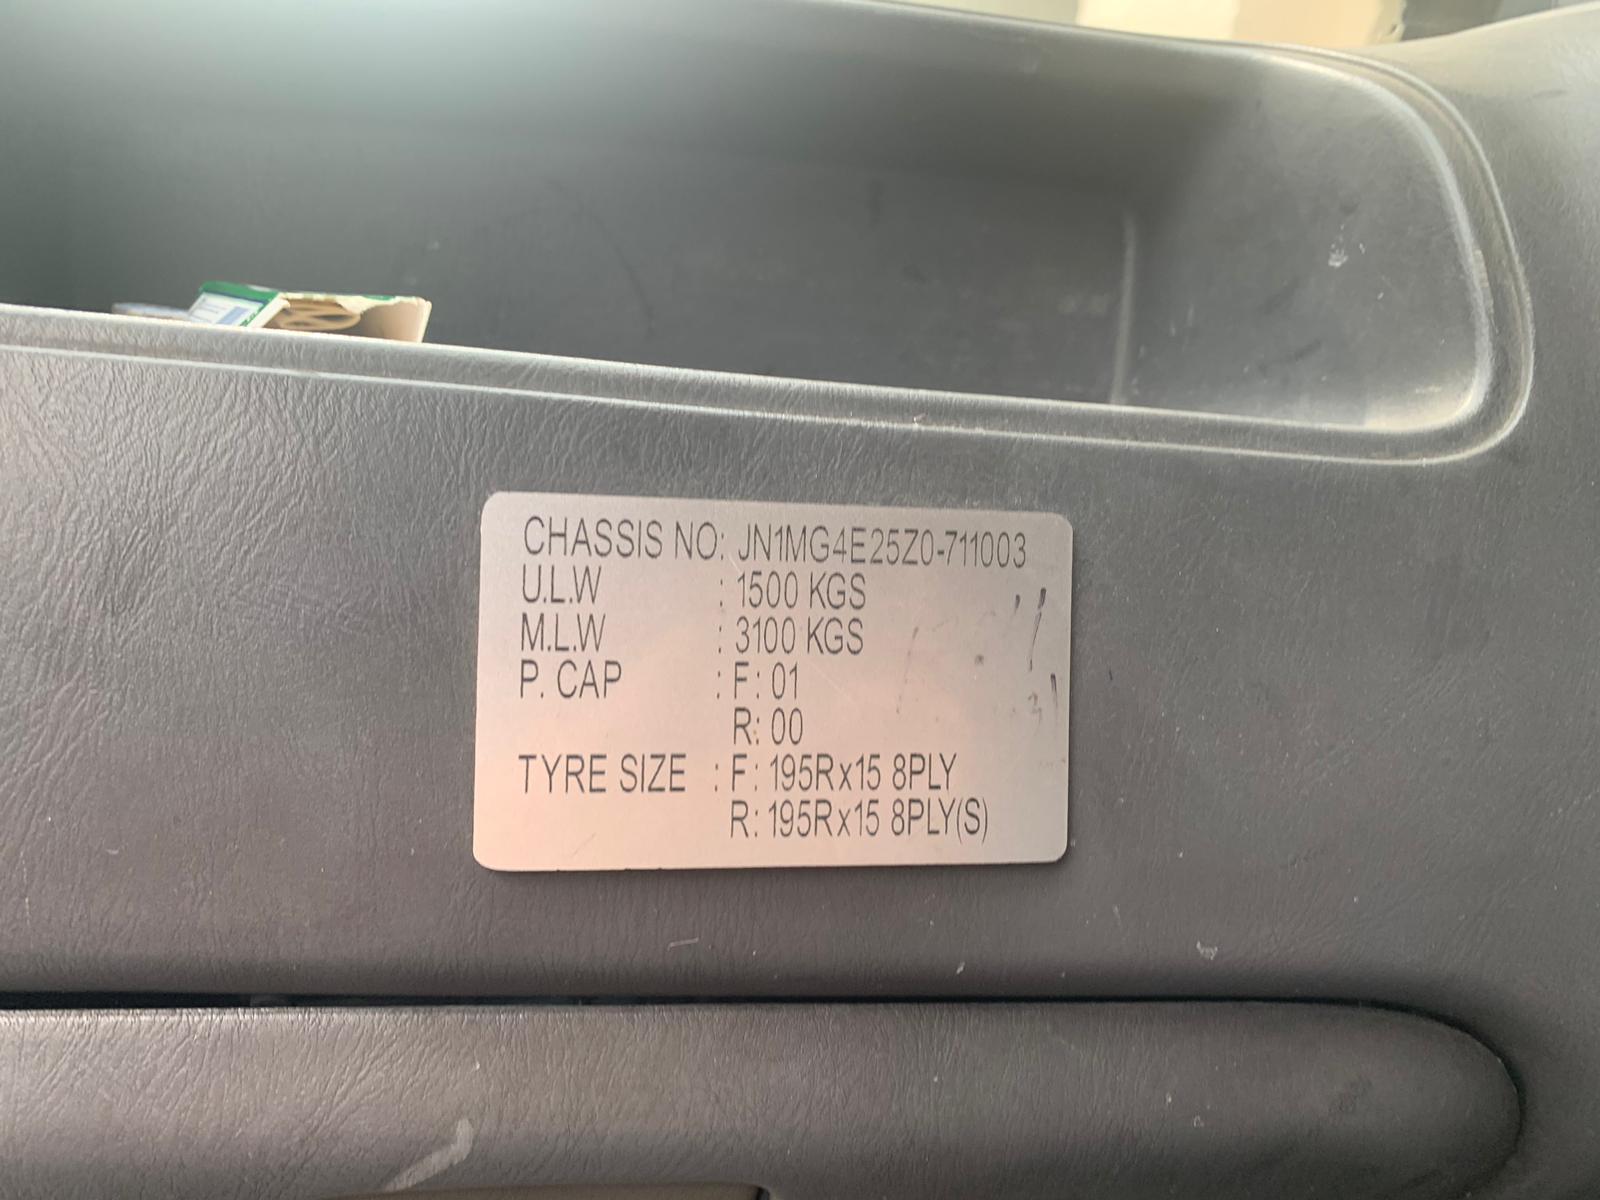 CHASSIS NO: JN1MG4E25Z0-711003
U.L.W : 1500 KGS
M.L.W : 3100 KGS
P. CAP : F: 01
R: 00
TYRE SIZE : F: 195Rx15 8PLY
R: 195Rx15 8PLY(S)